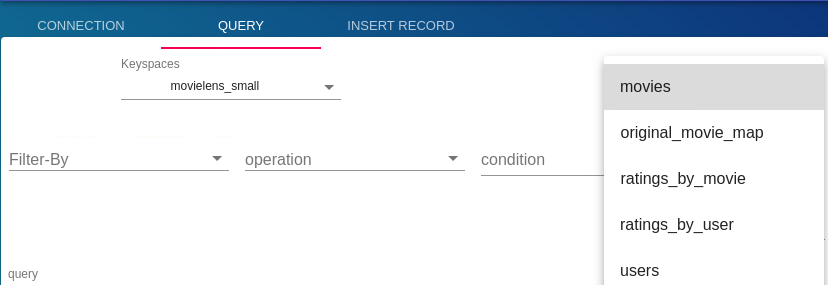 CONNECTION QUERY INSERT RECORD
Keyspaces
movielens_small
movies
original_movie_map
Filter-By operation condition
ratings_by_movie
ratings_by_user
users
query